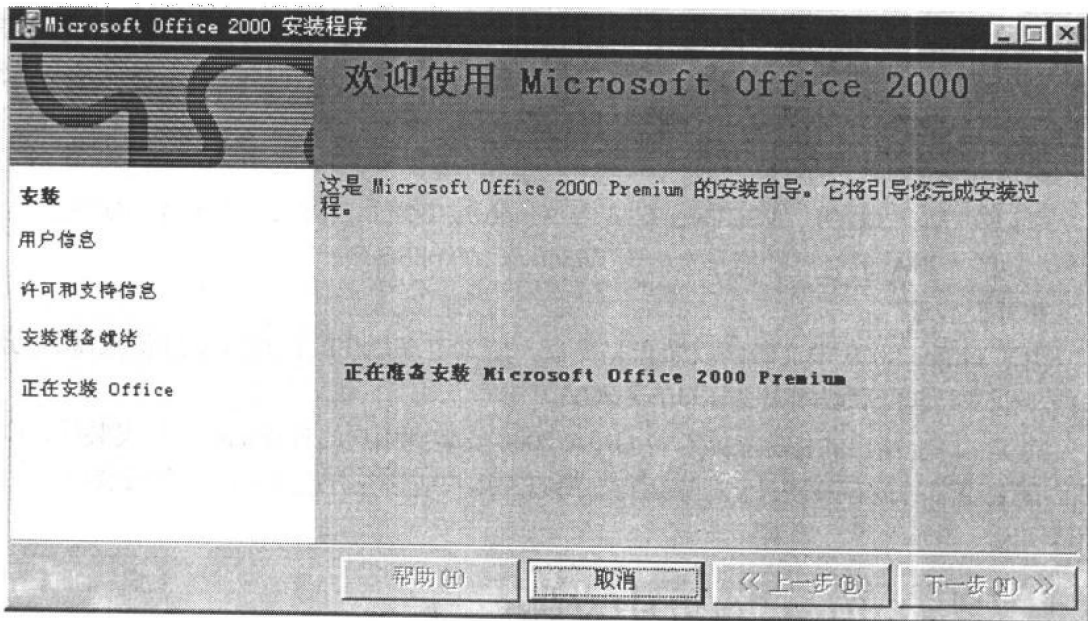 Microsoft Office 2000 安装程序
欢迎使用 Microsoft Office 2000
安装
用户信息
许可和支持信息
安装准备就绪
正在安装 Office
这是 Microsoft Office 2000 Premium 的安装向导。它将引导您完成安装过
程。
正在准备安装 Microsoft Office 2000 Premium
帮助(H)
取消
<< 上一步(B)
下一步(N) >>